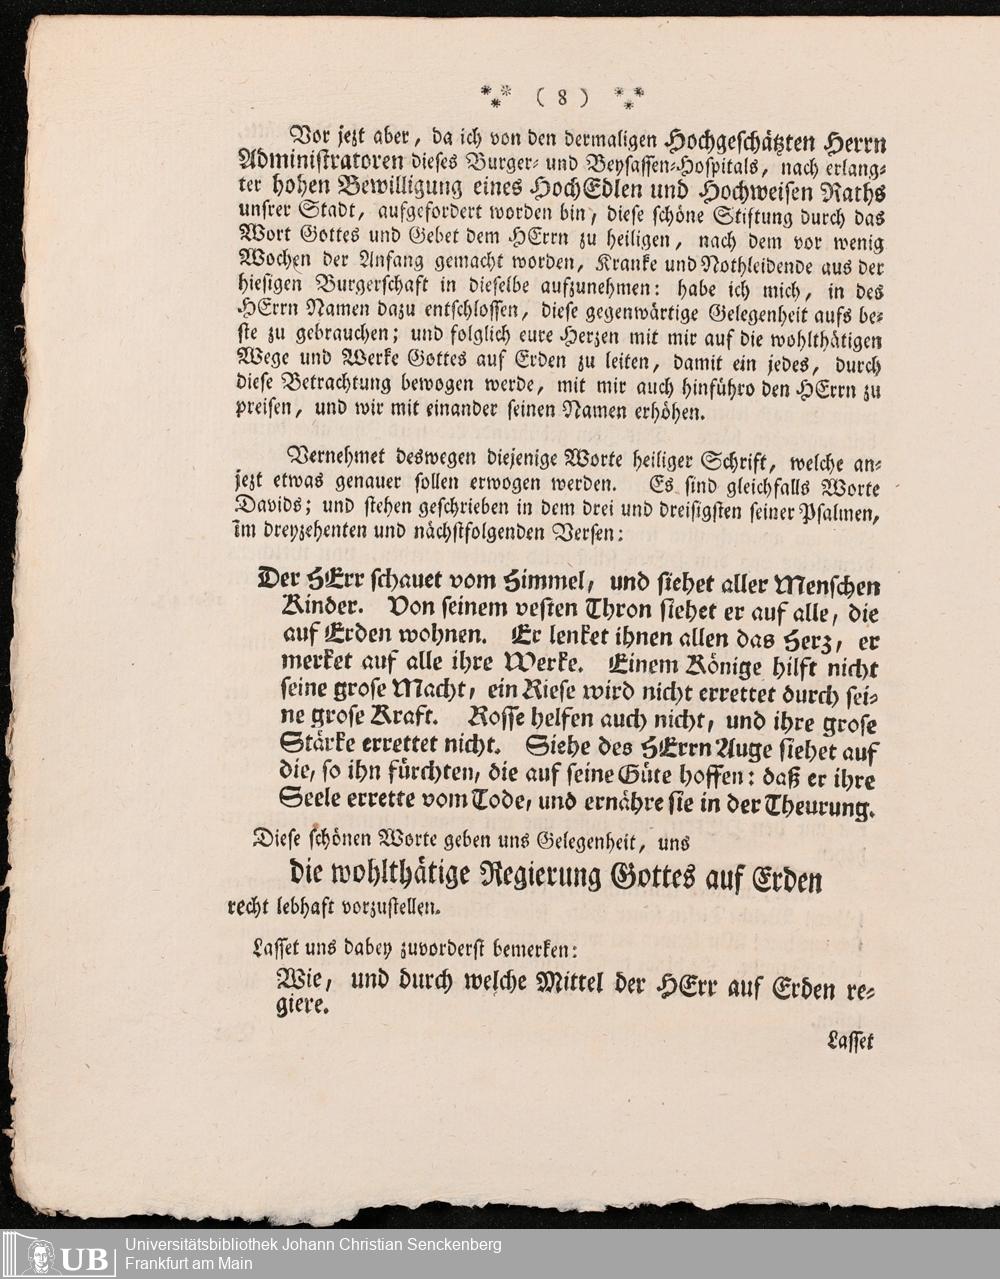 ( 8 )
Vor jezt aber, da ich von den dermaligen Hochgeschätzten Herrn
Administratoren dieses Burger- und Beysassen-Hospitals, nach erlang-
ter hohen Bewilligung eines HochEdlen und Hochweisen Raths
unsrer Stadt, aufgefordert worden bin, diese schöne Stiftung durch das
Wort Gottes und Gebet dem HErrn zu heiligen, nach dem vor wenig
Wochen der Anfang gemacht worden, Kranke und Nothleidende aus der
hiesigen Burgerschaft in dieselbe aufzunehmen: habe ich mich, in des
HErrn Namen dazu entschlossen, diese gegenwärtige Gelegenheit aufs be-
ste zu gebrauchen; und folglich eure Herzen mit mir auf die wohlthätigen
Wege und Werke Gottes auf Erden zu leiten, damit ein jedes, durch
diese Betrachtung bewogen werde, mit mir auch hinführo den HErrn zu
preisen, und wir mit einander seinen Namen erhöhen.
Vernehmet deswegen diejenige Worte heiliger Schrift, welche an-
jezt etwas genauer sollen erwogen werden. Es sind gleichfalls Worte
Davids; und stehen geschrieben in dem drei und dreisigsten seiner Psalmen,
im dreyzehenten und nächstfolgenden Versen:
Der HErr schauet vom Himmel, und siehet aller Menschen
Kinder. Von seinem vesten Thron siehet er auf alle, die
auf Erden wohnen. Er lenket ihnen allen das Herz, er
merket auf alle ihre Werke. Einem Könige hilft nicht
seine grose Macht, ein Riese wird nicht errettet durch sei-
ne grose Kraft. Rosse helfen auch nicht, und ihre grose
Stärke errettet nicht. Siehe des HErrn Auge siehet auf
die, so ihn fürchten, die auf seine Güte hoffen: daß er ihre
Seele errette vom Tode, und ernähre sie in der Theurung.
Diese schönen Worte geben uns Gelegenheit, uns
die wohlthätige Regierung Gottes auf Erden
recht lebhaft vorzustellen.
Lasset uns dabey zuvorderst bemerken:
Wie, und durch welche Mittel der HErr auf Erden re-
giere.
Lasset
UB
Universitätsbibliothek Johann Christian Senckenberg
Frankfurt am Main